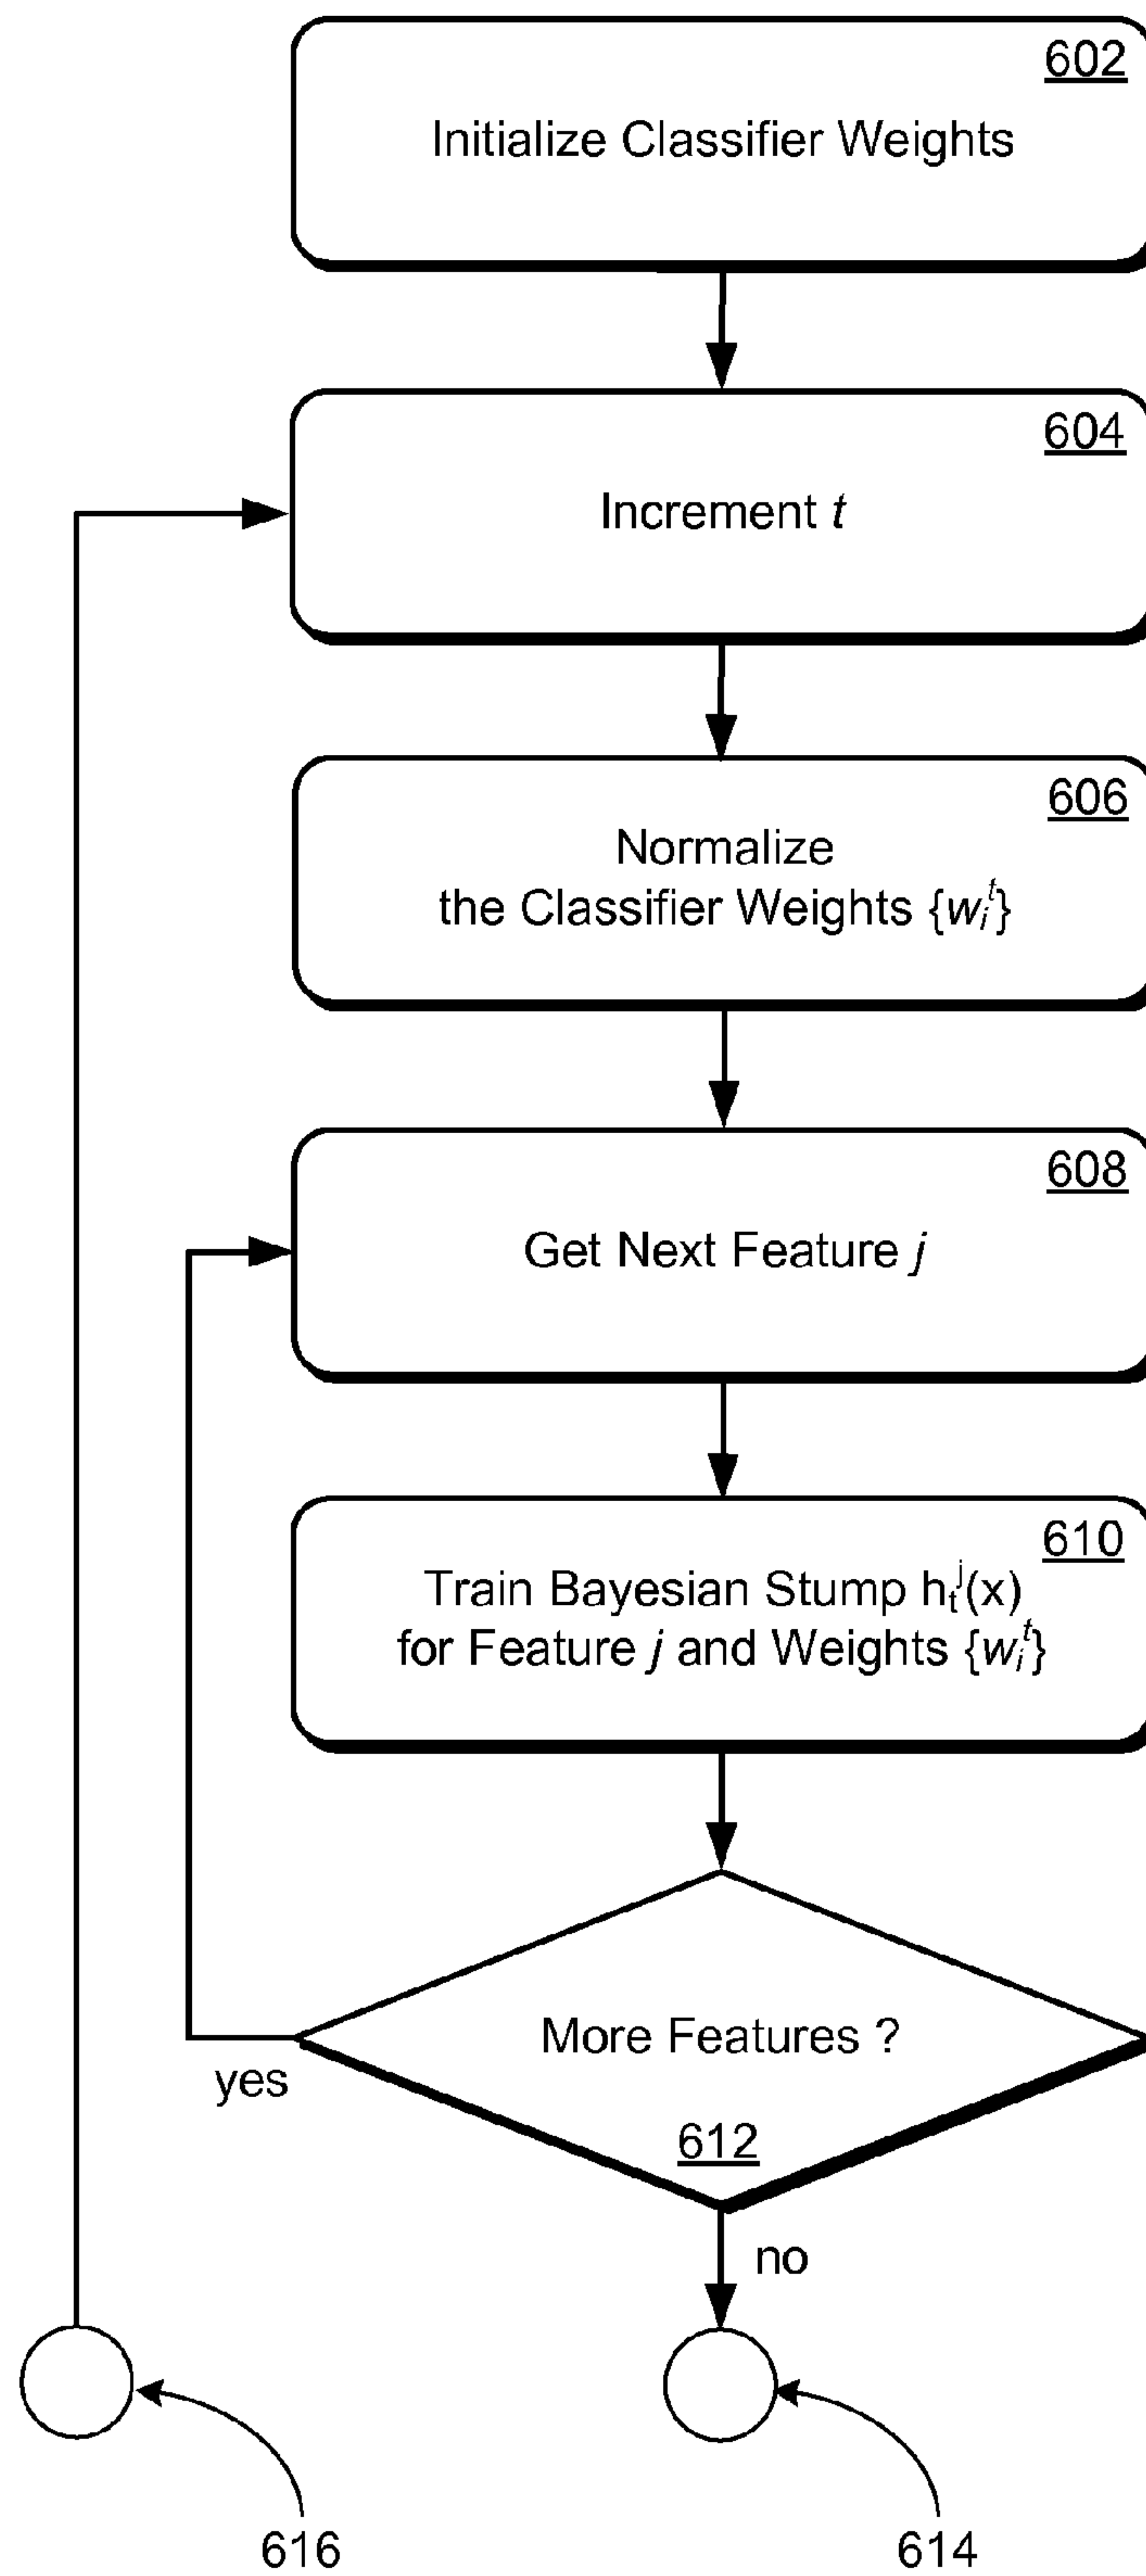 602
Initialize Classifier Weights
604
Increment t
606
Normalize
the Classifier Weights {wᵢᵗ}
608
Get Next Feature j
610
Train Bayesian Stump hₜʲ(x)
for Feature j and Weights {wᵢᵗ}
More Features ?
yes
612
no
616
614